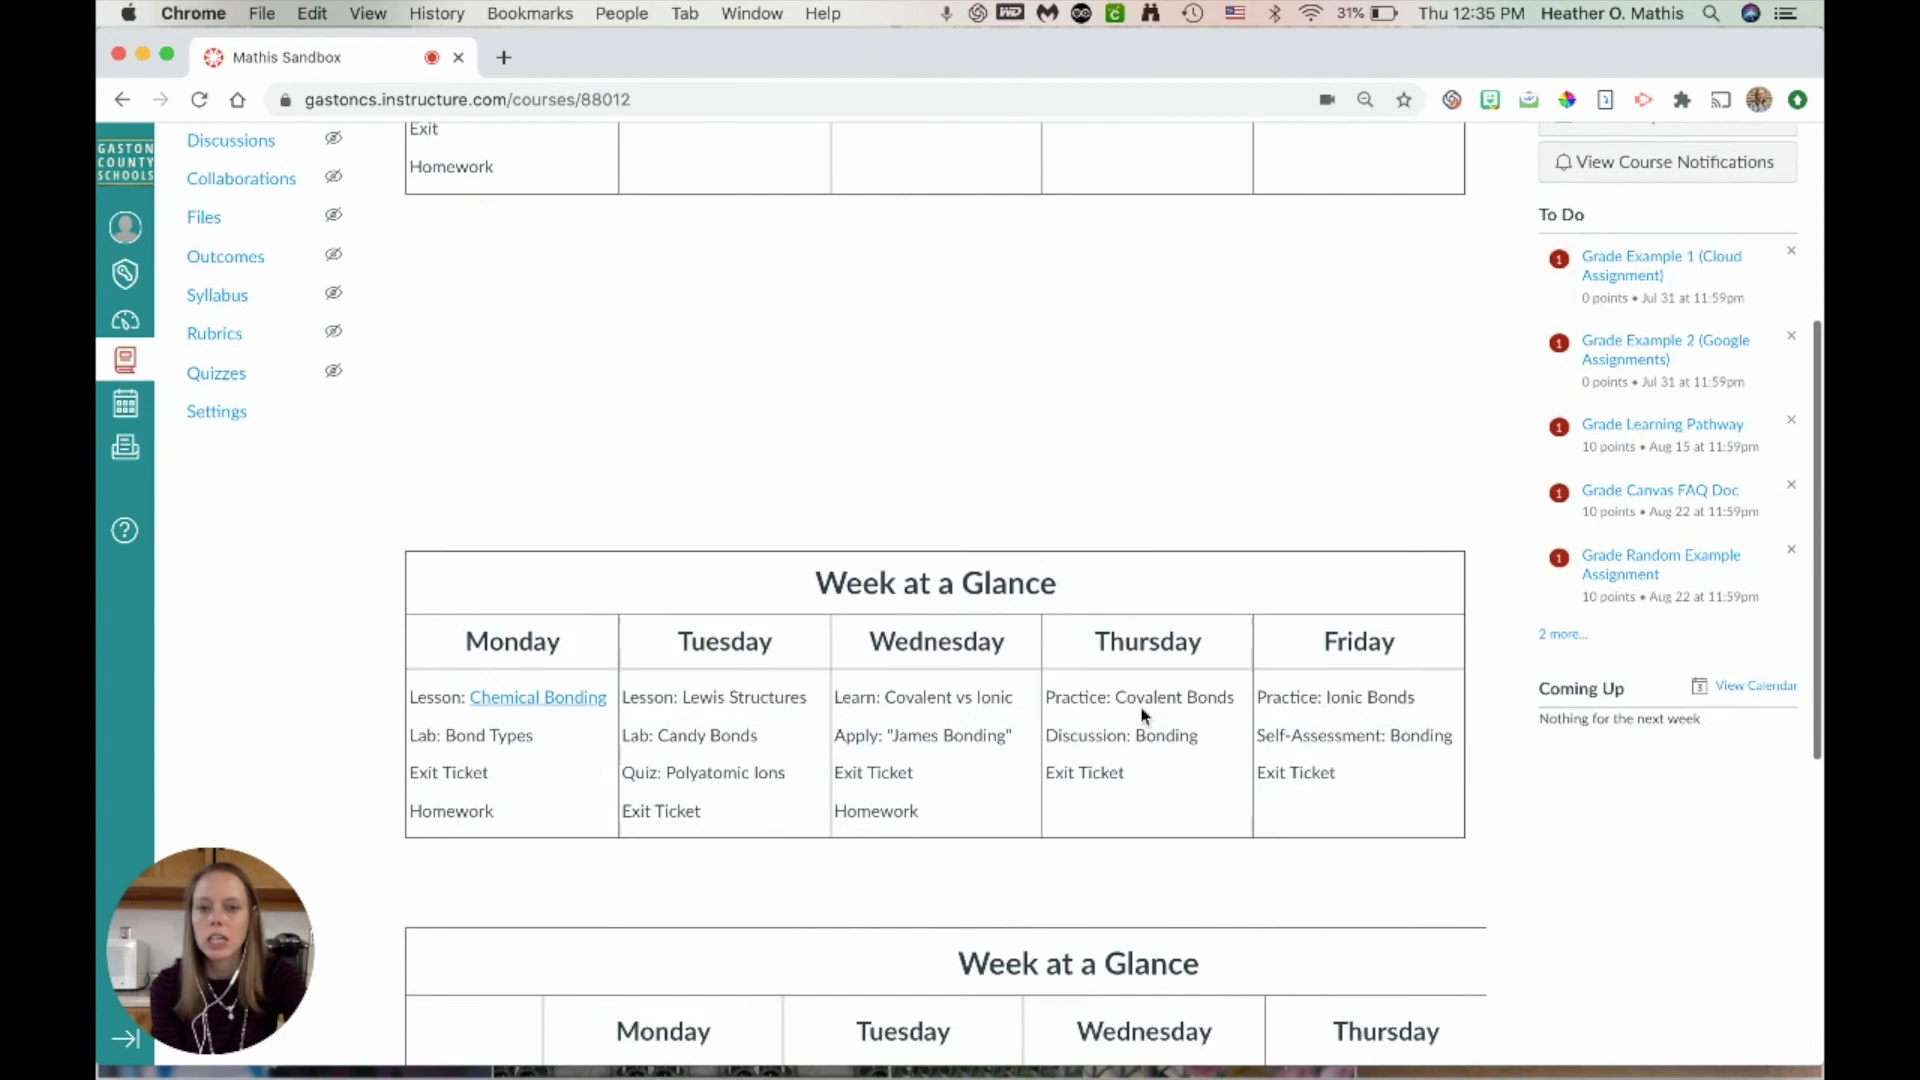 Chrome File Edit View History Bookmarks People Tab Window Help 31% Thu 12:35 PM Heather O. Mathis
Mathis Sandbox
gastoncs.instructure.com/courses/88012
GASTON
COUNTY
SCHOOLS
Discussions
Collaborations
Files
Outcomes
Syllabus
Rubrics
Quizzes
Settings
Exit
Homework
Week at a Glance
Monday Tuesday Wednesday Thursday Friday
Lesson: Chemical Bonding Lesson: Lewis Structures Learn: Covalent vs Ionic Practice: Covalent Bonds Practice: Ionic Bonds
Lab: Bond Types Lab: Candy Bonds Apply: "James Bonding" Discussion: Bonding Self-Assessment: Bonding
Exit Ticket Quiz: Polyatomic Ions Exit Ticket Exit Ticket Exit Ticket
Homework Exit Ticket Homework
Week at a Glance
Monday Tuesday Wednesday Thursday
View Course Notifications
To Do
1 Grade Example 1 (Cloud
Assignment)
0 points • Jul 31 at 11:59pm
1 Grade Example 2 (Google
Assignments)
0 points • Jul 31 at 11:59pm
1 Grade Learning Pathway
10 points • Aug 15 at 11:59pm
1 Grade Canvas FAQ Doc
10 points • Aug 22 at 11:59pm
1 Grade Random Example
Assignment
10 points • Aug 22 at 11:59pm
2 more...
Coming Up 3 View Calendar
Nothing for the next week